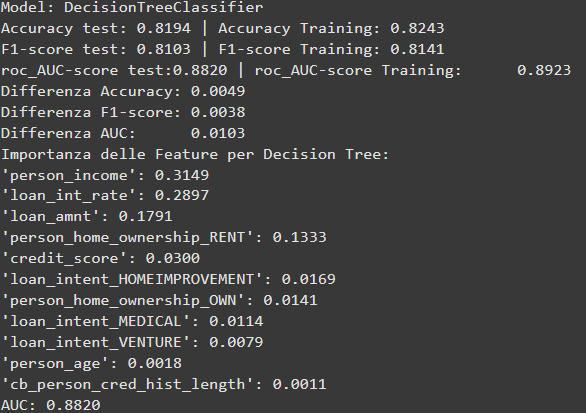 Model: DecisionTreeClassifier
Accuracy test: 0.8194 | Accuracy Training: 0.8243
F1-score test: 0.8103 | F1-score Training: 0.8141
roc_AUC-score test:0.8820 | roc_AUC-score Training:      0.8923
Differenza Accuracy: 0.0049
Differenza F1-score: 0.0038
Differenza AUC:      0.0103
Importanza delle Feature per Decision Tree:
'person_income': 0.3149
'loan_int_rate': 0.2897
'loan_amnt': 0.1791
'person_home_ownership_RENT': 0.1333
'credit_score': 0.0300
'loan_intent_HOMEIMPROVEMENT': 0.0169
'person_home_ownership_OWN': 0.0141
'loan_intent_MEDICAL': 0.0114
'loan_intent_VENTURE': 0.0079
'person_age': 0.0018
'cb_person_cred_hist_length': 0.0011
AUC: 0.8820